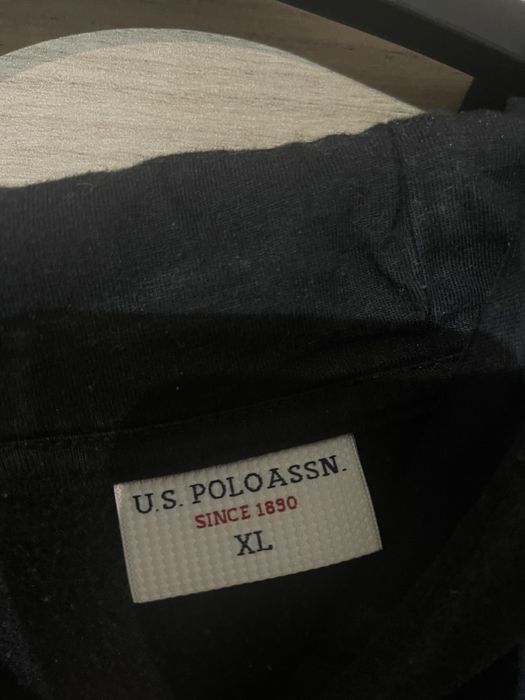 U.S. POLO ASSN.
SINCE 1890
XL